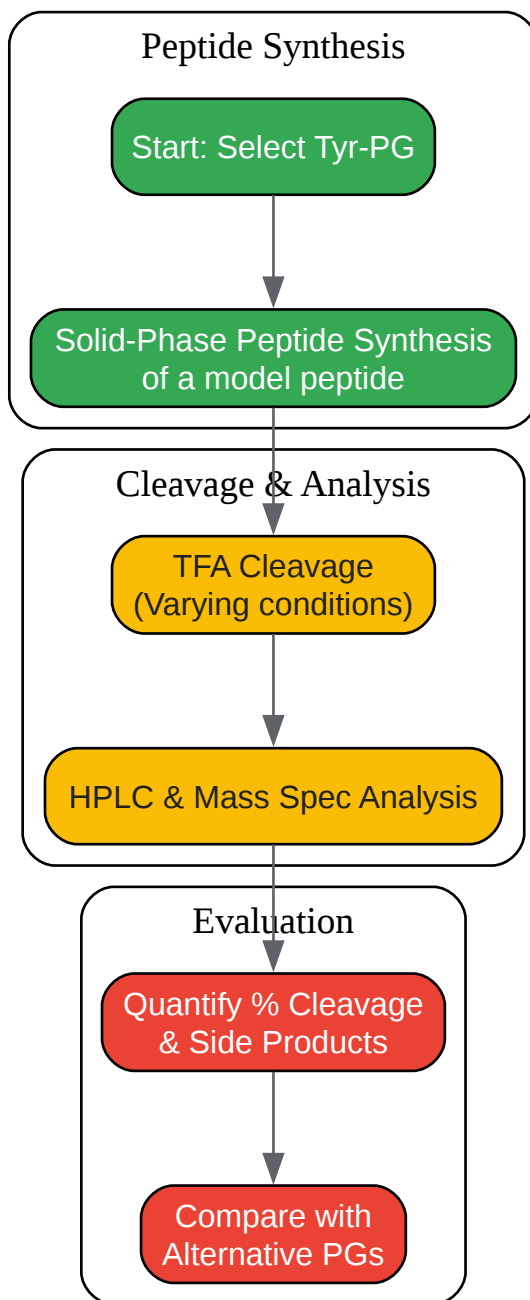 Peptide Synthesis
Start: Select Tyr-PG
Solid-Phase Peptide Synthesis
of a model peptide
Cleavage & Analysis
TFA Cleavage
(Varying conditions)
HPLC & Mass Spec Analysis
Evaluation
Quantify % Cleavage
& Side Products
Compare with
Alternative PGs